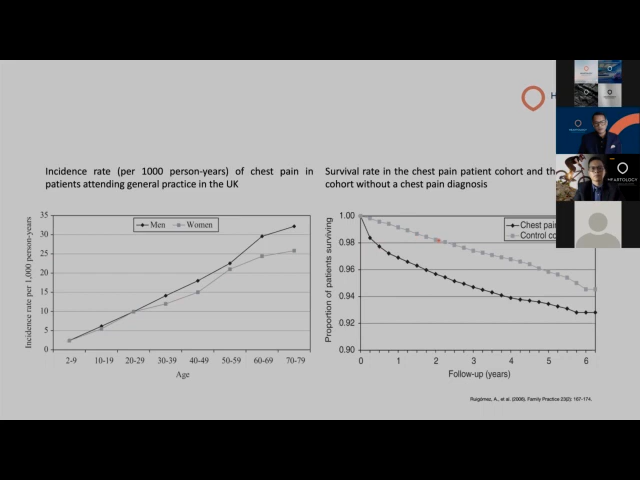 Incidence rate (per 1000 person-years) of chest pain in
patients attending general practice in the UK
Survival rate in the chest pain patient cohort and th
cohort without a chest pain diagnosis
Men
Women
Incidence rate per 1,000 person-years
35
30
25
20
15
10
5
0
2-9
10-19
20-29
30-39
40-49
50-59
60-69
70-79
Age
Chest pai
Control co
Proportion of patients surviving
1.00
0.98
0.96
0.94
0.92
0.90
0
1
2
3
4
5
6
Follow-up (years)
Ruigómez, A., et al. (2006). Family Practice 23(2): 167-174.
HEARTOLOGY